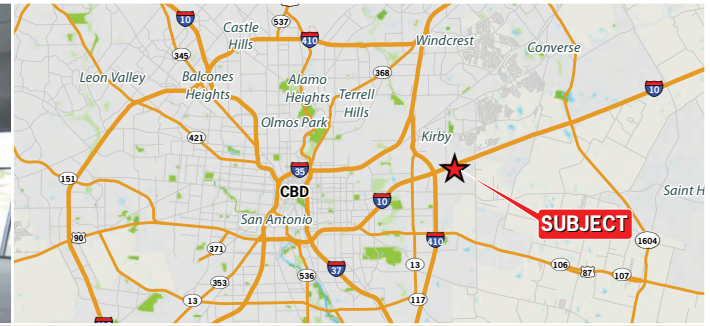 10
Castle
Hills
537
410
Windcrest
Converse
345
Leon Valley
Balcones
Heights
Alamo
Heights
368
Terrell
Hills
10
421
Olmos Park
Kirby
151
35
CBD
10
Saint H
San Antonio
SUBJECT
90
371
410
1604
37
353
536
13
106
87
107
13
117